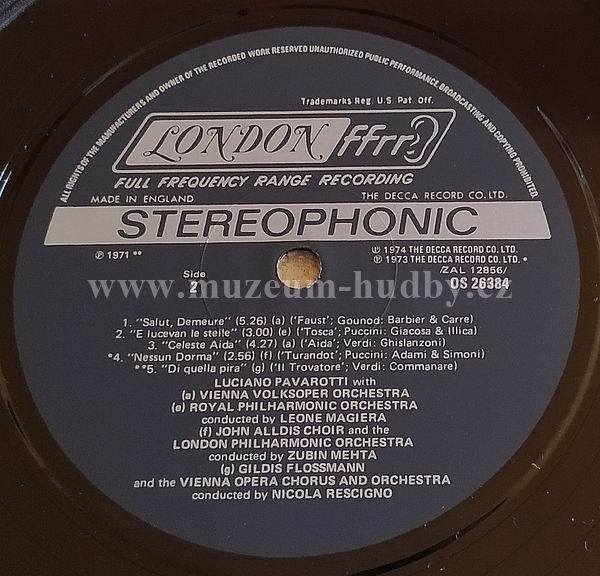 ALL RIGHTS OF THE MANUFACTURERS AND OWNER OF THE RECORDED WORK RESERVED UNAUTHORIZED PUBLIC PERFORMANCE BROADCASTING AND COPYING PROHIBITED
Trademarks Reg. U.S. Pat. Off.
LONDON ffrr
FULL FREQUENCY RANGE RECORDING
MADE IN ENGLAND THE DECCA RECORD CO. LTD.
STEREOPHONIC
℗ 1971 ** ℗ 1974 THE DECCA RECORD CO. LTD.
℗ 1973 THE DECCA RECORD CO. LTD. *
Side /ZAL 12856/
2 OS 26384
www.muzeum-hudby.cz
1. "Salut, Demeure" (5.26) (a) ('Faust'; Gounod: Barbier & Carre)
2. "E lucevan le stelle" (3.00) (e) ('Tosca'; Puccini: Giacosa & Illica)
3. "Celeste Aida" (4.27) (a) ('Aida'; Verdi: Ghislanzoni)
*4. "Nessun Dorma" (2.56) (f) ('Turandot'; Puccini: Adami & Simoni)
**5. "Di quella pira" (g) ('Il Trovatore'; Verdi: Commanare)
LUCIANO PAVAROTTI with
(a) VIENNA VOLKSOPER ORCHESTRA
(e) ROYAL PHILHARMONIC ORCHESTRA
conducted by LEONE MAGIERA
(f) JOHN ALLDIS CHOIR and the
LONDON PHILHARMONIC ORCHESTRA
conducted by ZUBIN MEHTA
(g) GILDIS FLOSSMANN
and the VIENNA OPERA CHORUS AND ORCHESTRA
conducted by NICOLA RESCIGNO